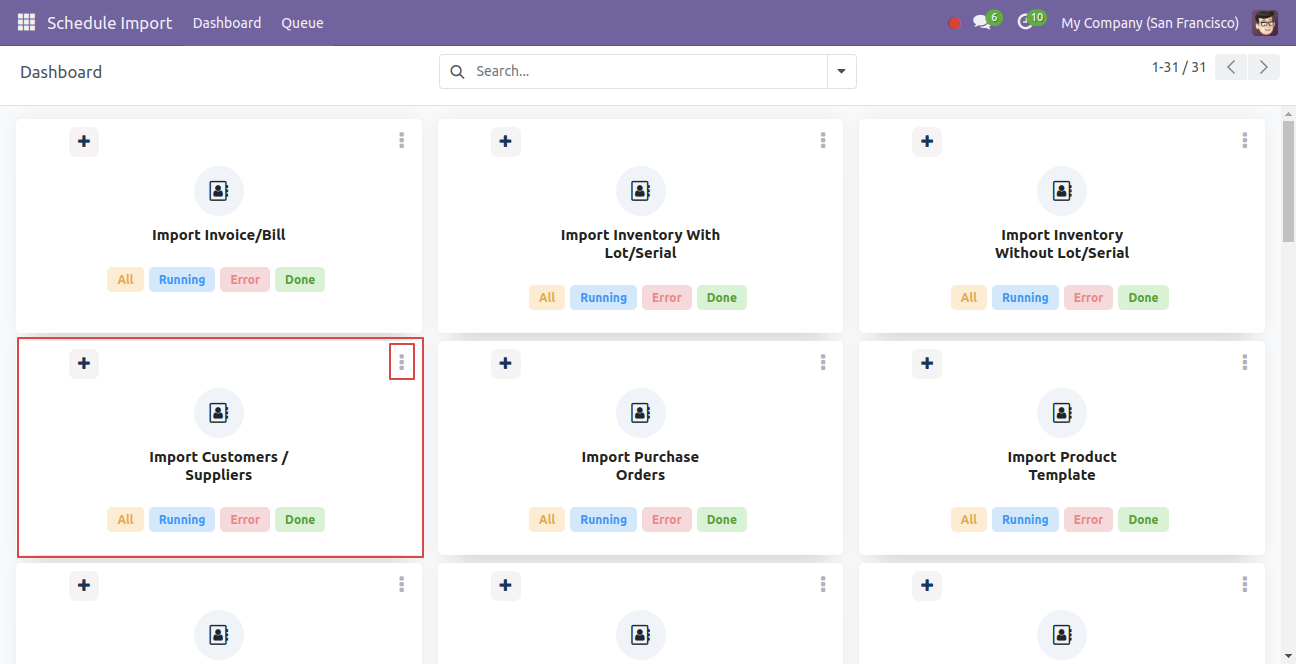 Schedule Import Dashboard Queue 6 10 My Company (San Francisco)
Dashboard Search... 1-31 / 31
Import Invoice/Bill
All Running Error Done
Import Inventory With
Lot/Serial
All Running Error Done
Import Inventory
Without Lot/Serial
All Running Error Done
Import Customers /
Suppliers
All Running Error Done
Import Purchase
Orders
All Running Error Done
Import Product
Template
All Running Error Done